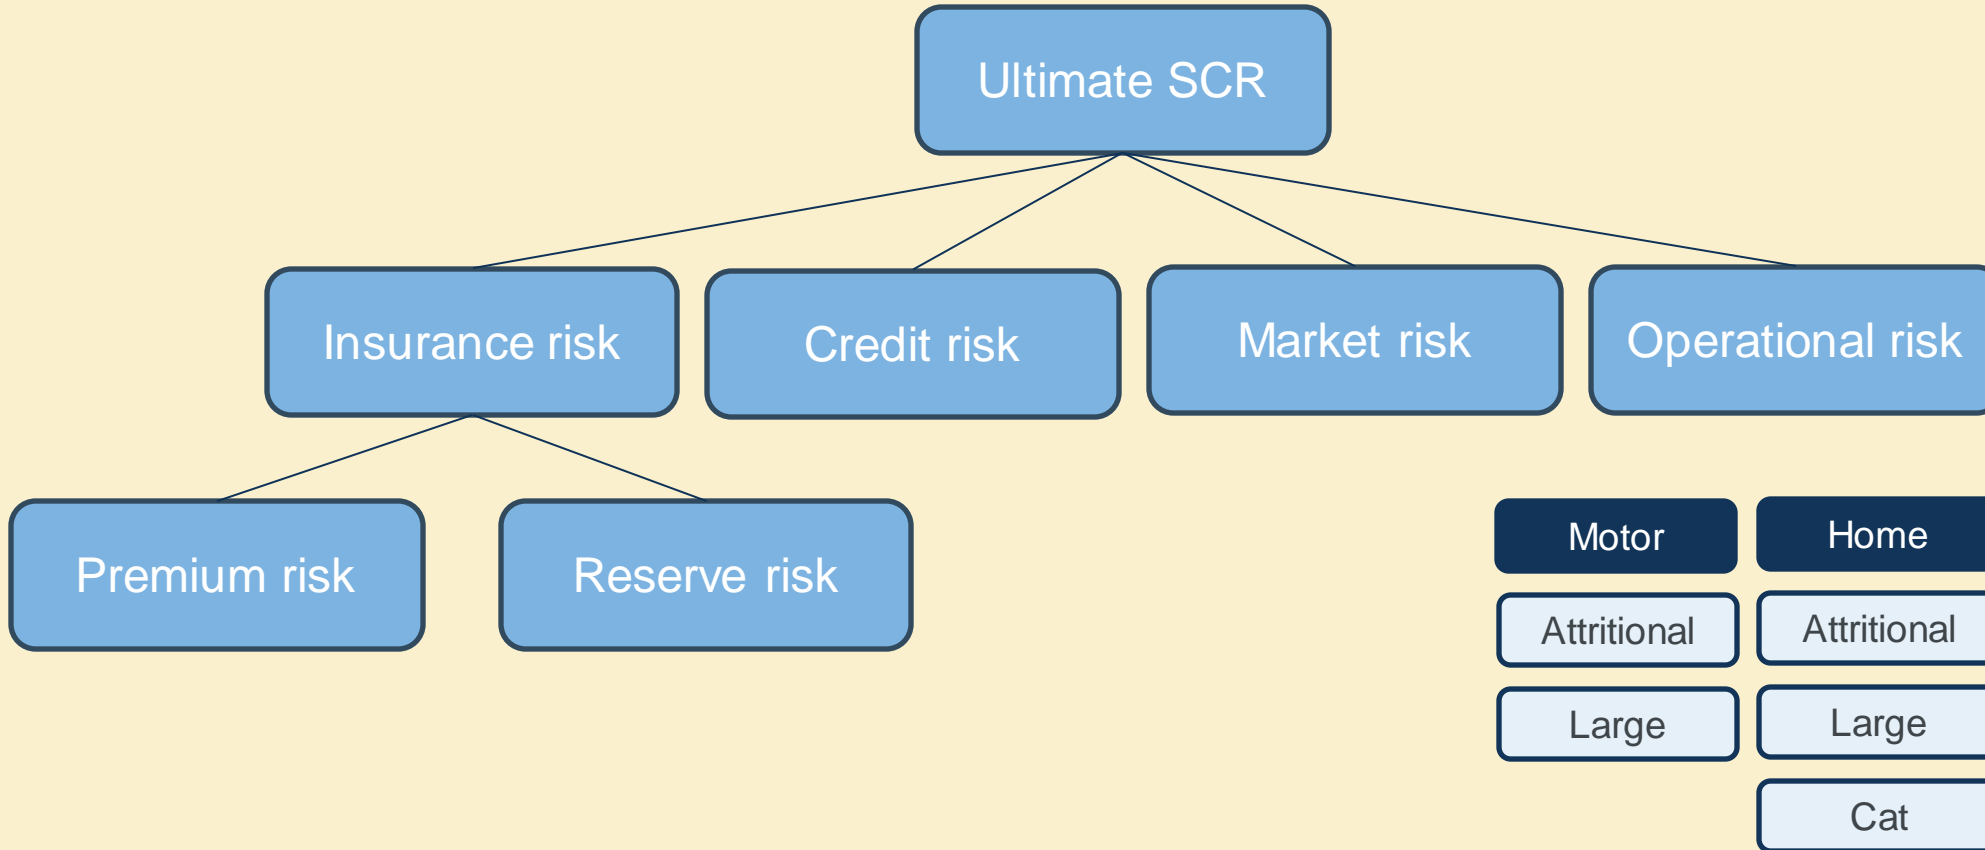 Ultimate SCR
Insurance risk
Credit risk
Market risk
Operational risk
Premium risk
Reserve risk
Motor
Home
Attritional
Attritional
Large
Large
Cat